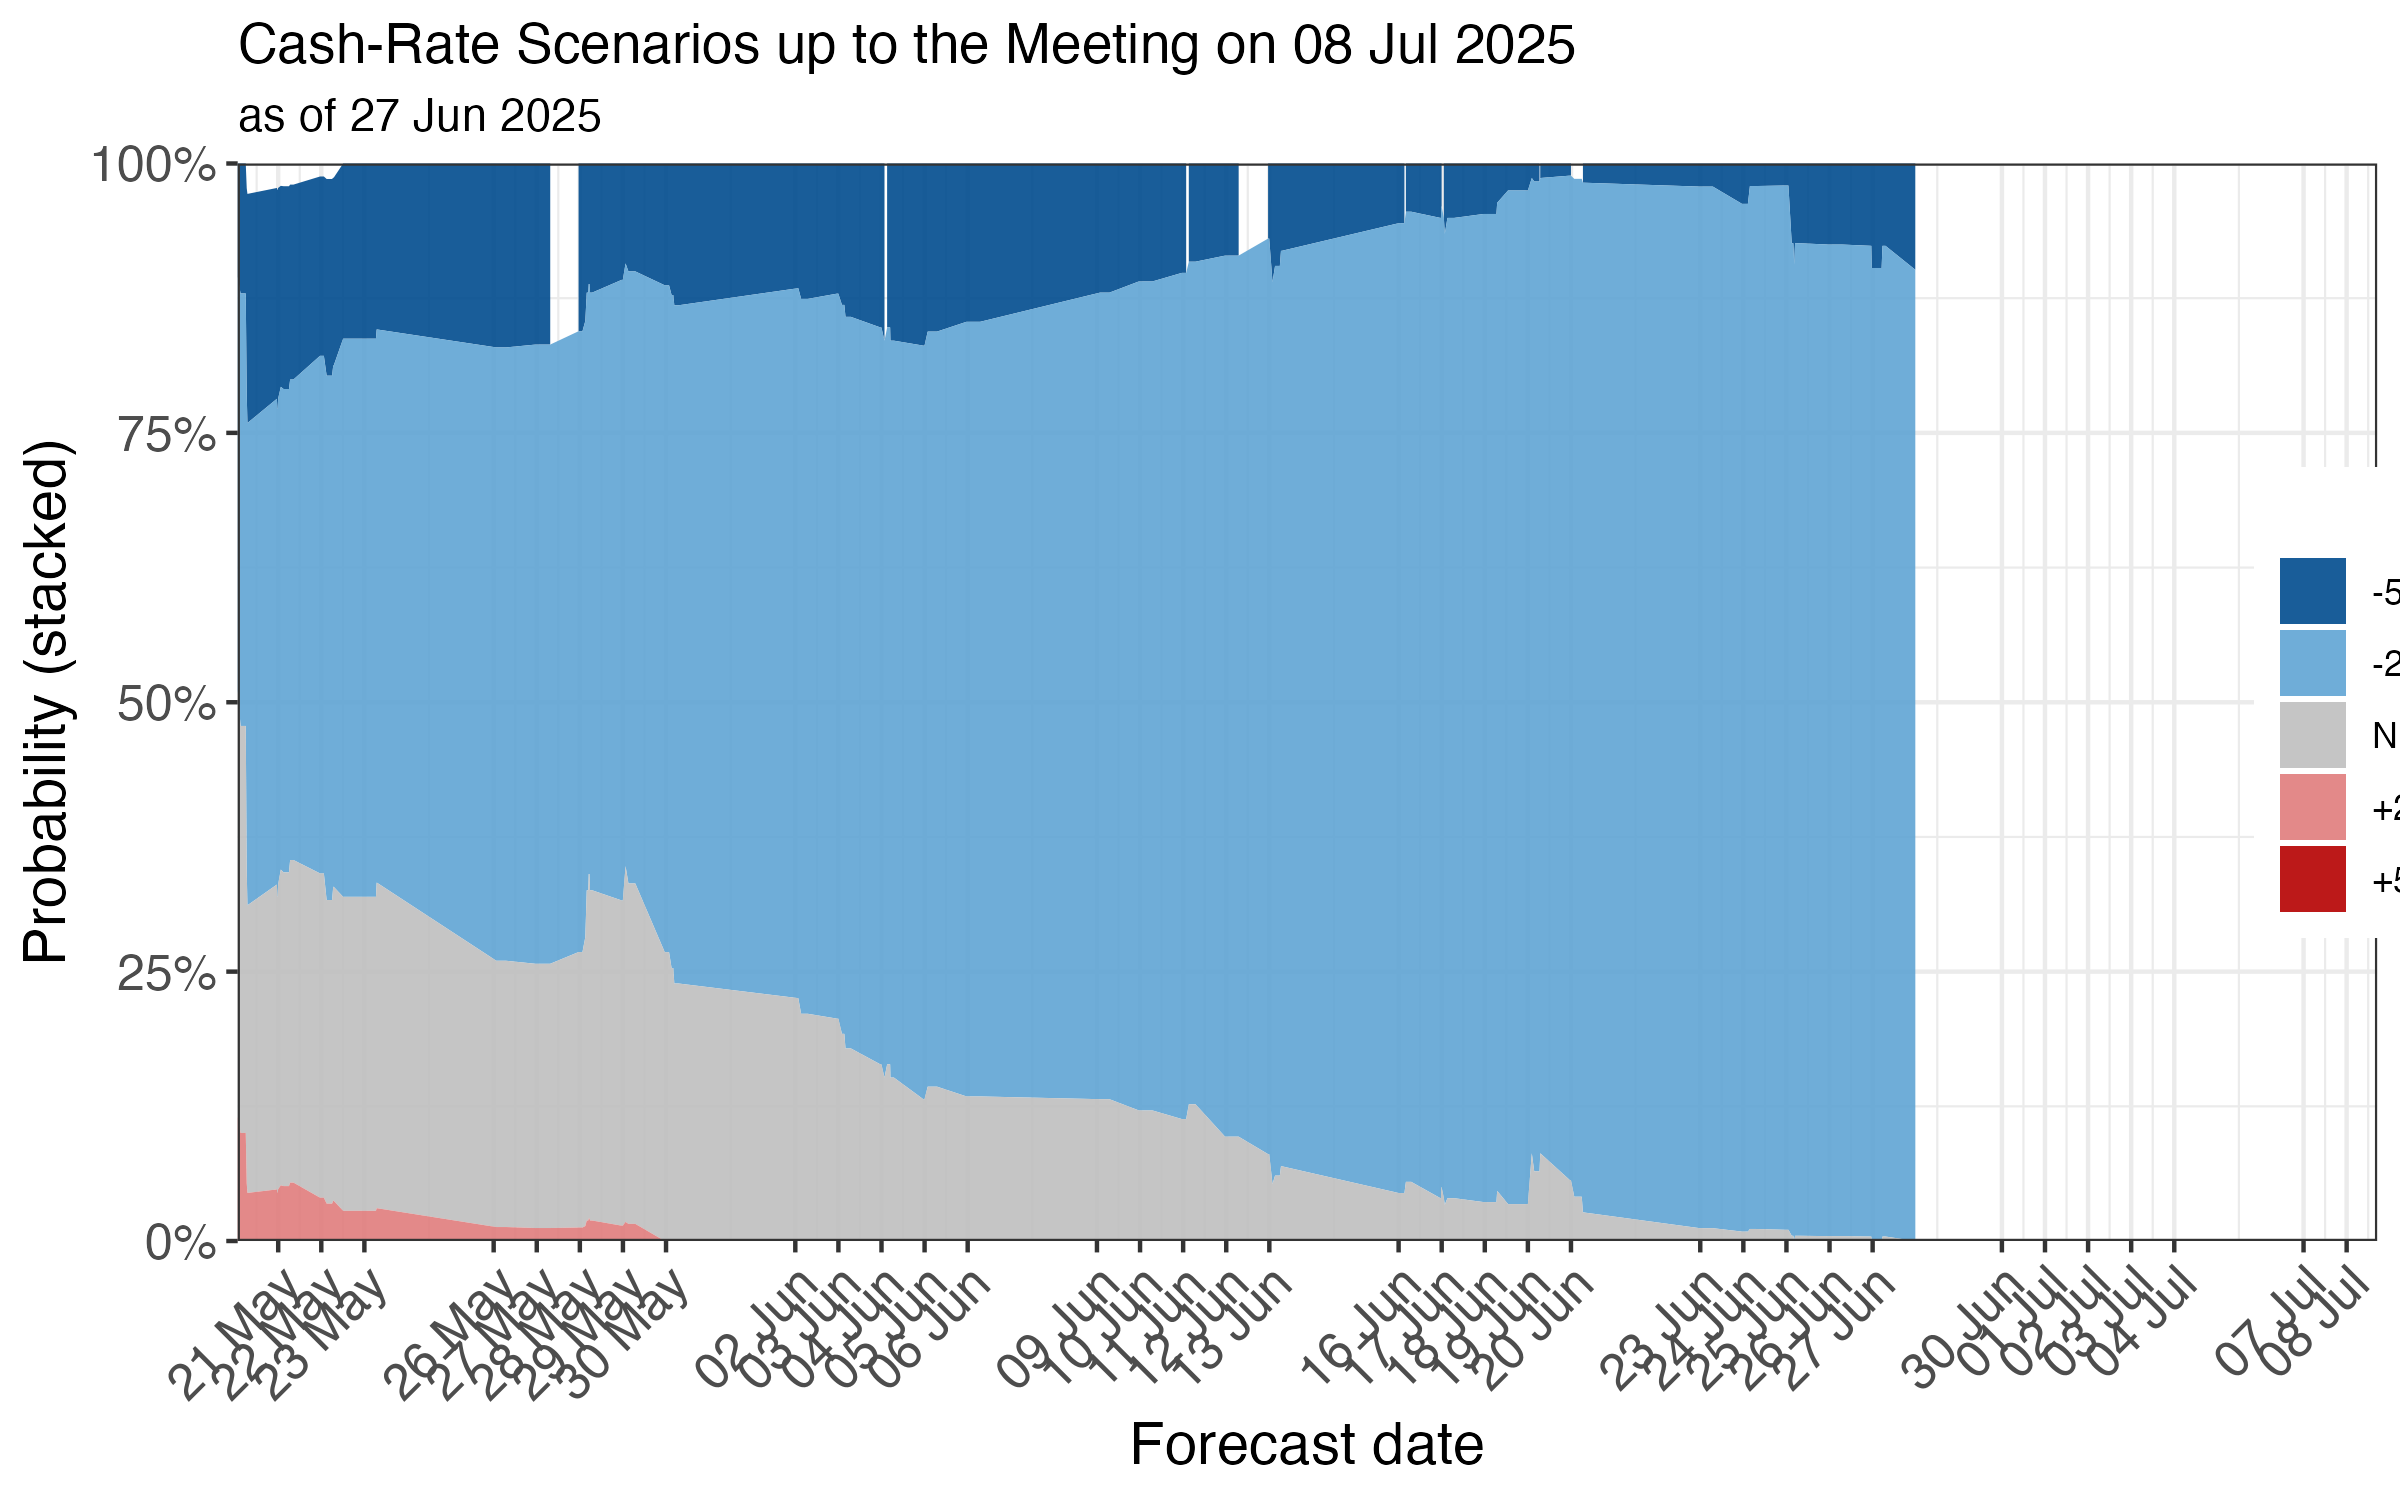 Cash-Rate Scenarios up to the Meeting on 08 Jul 2025
as of 27 Jun 2025
Probability (stacked)
100%
75%
50%
25%
0%
-5
-2
N
+2
+5
21 May
22 May
23 May
26 May
27 May
28 May
29 May
30 May
02 Jun
03 Jun
04 Jun
05 Jun
06 Jun
09 Jun
10 Jun
11 Jun
12 Jun
13 Jun
16 Jun
17 Jun
18 Jun
19 Jun
20 Jun
23 Jun
24 Jun
25 Jun
26 Jun
27 Jun
30 Jun
01 Jul
02 Jul
03 Jul
04 Jul
07 Jul
08 Jul
Forecast date